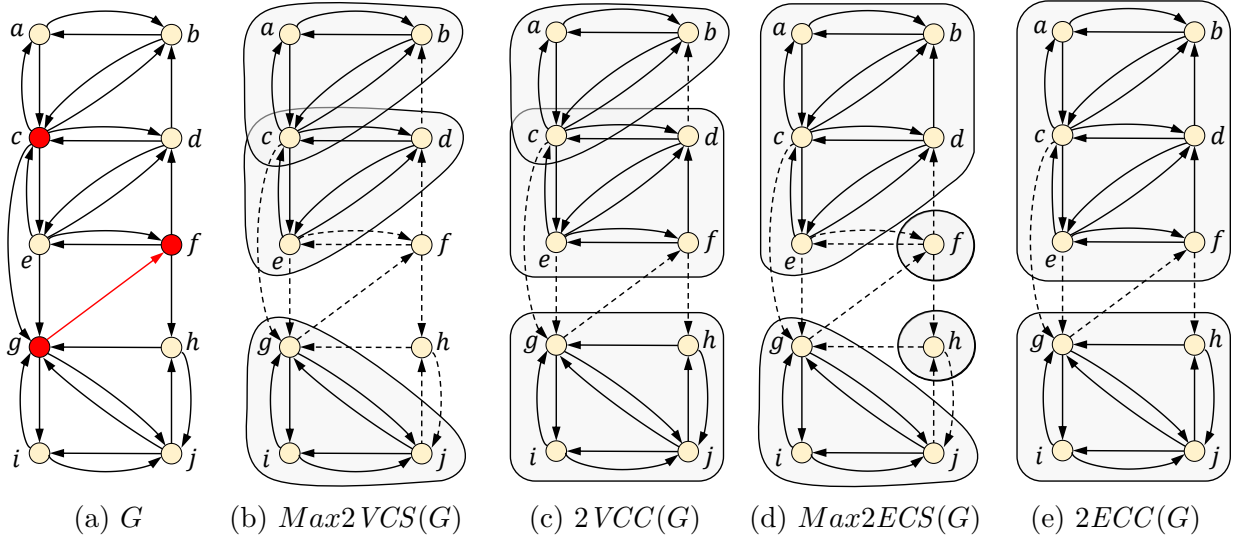 a b a b a b a b a b
c d c d c d c d c d
e f e f e f e f e f
g h g h g h g h g h
i j i j i j i j i j
(a) G (b) Max2VCS(G) (c) 2VCC(G) (d) Max2ECS(G) (e) 2ECC(G)